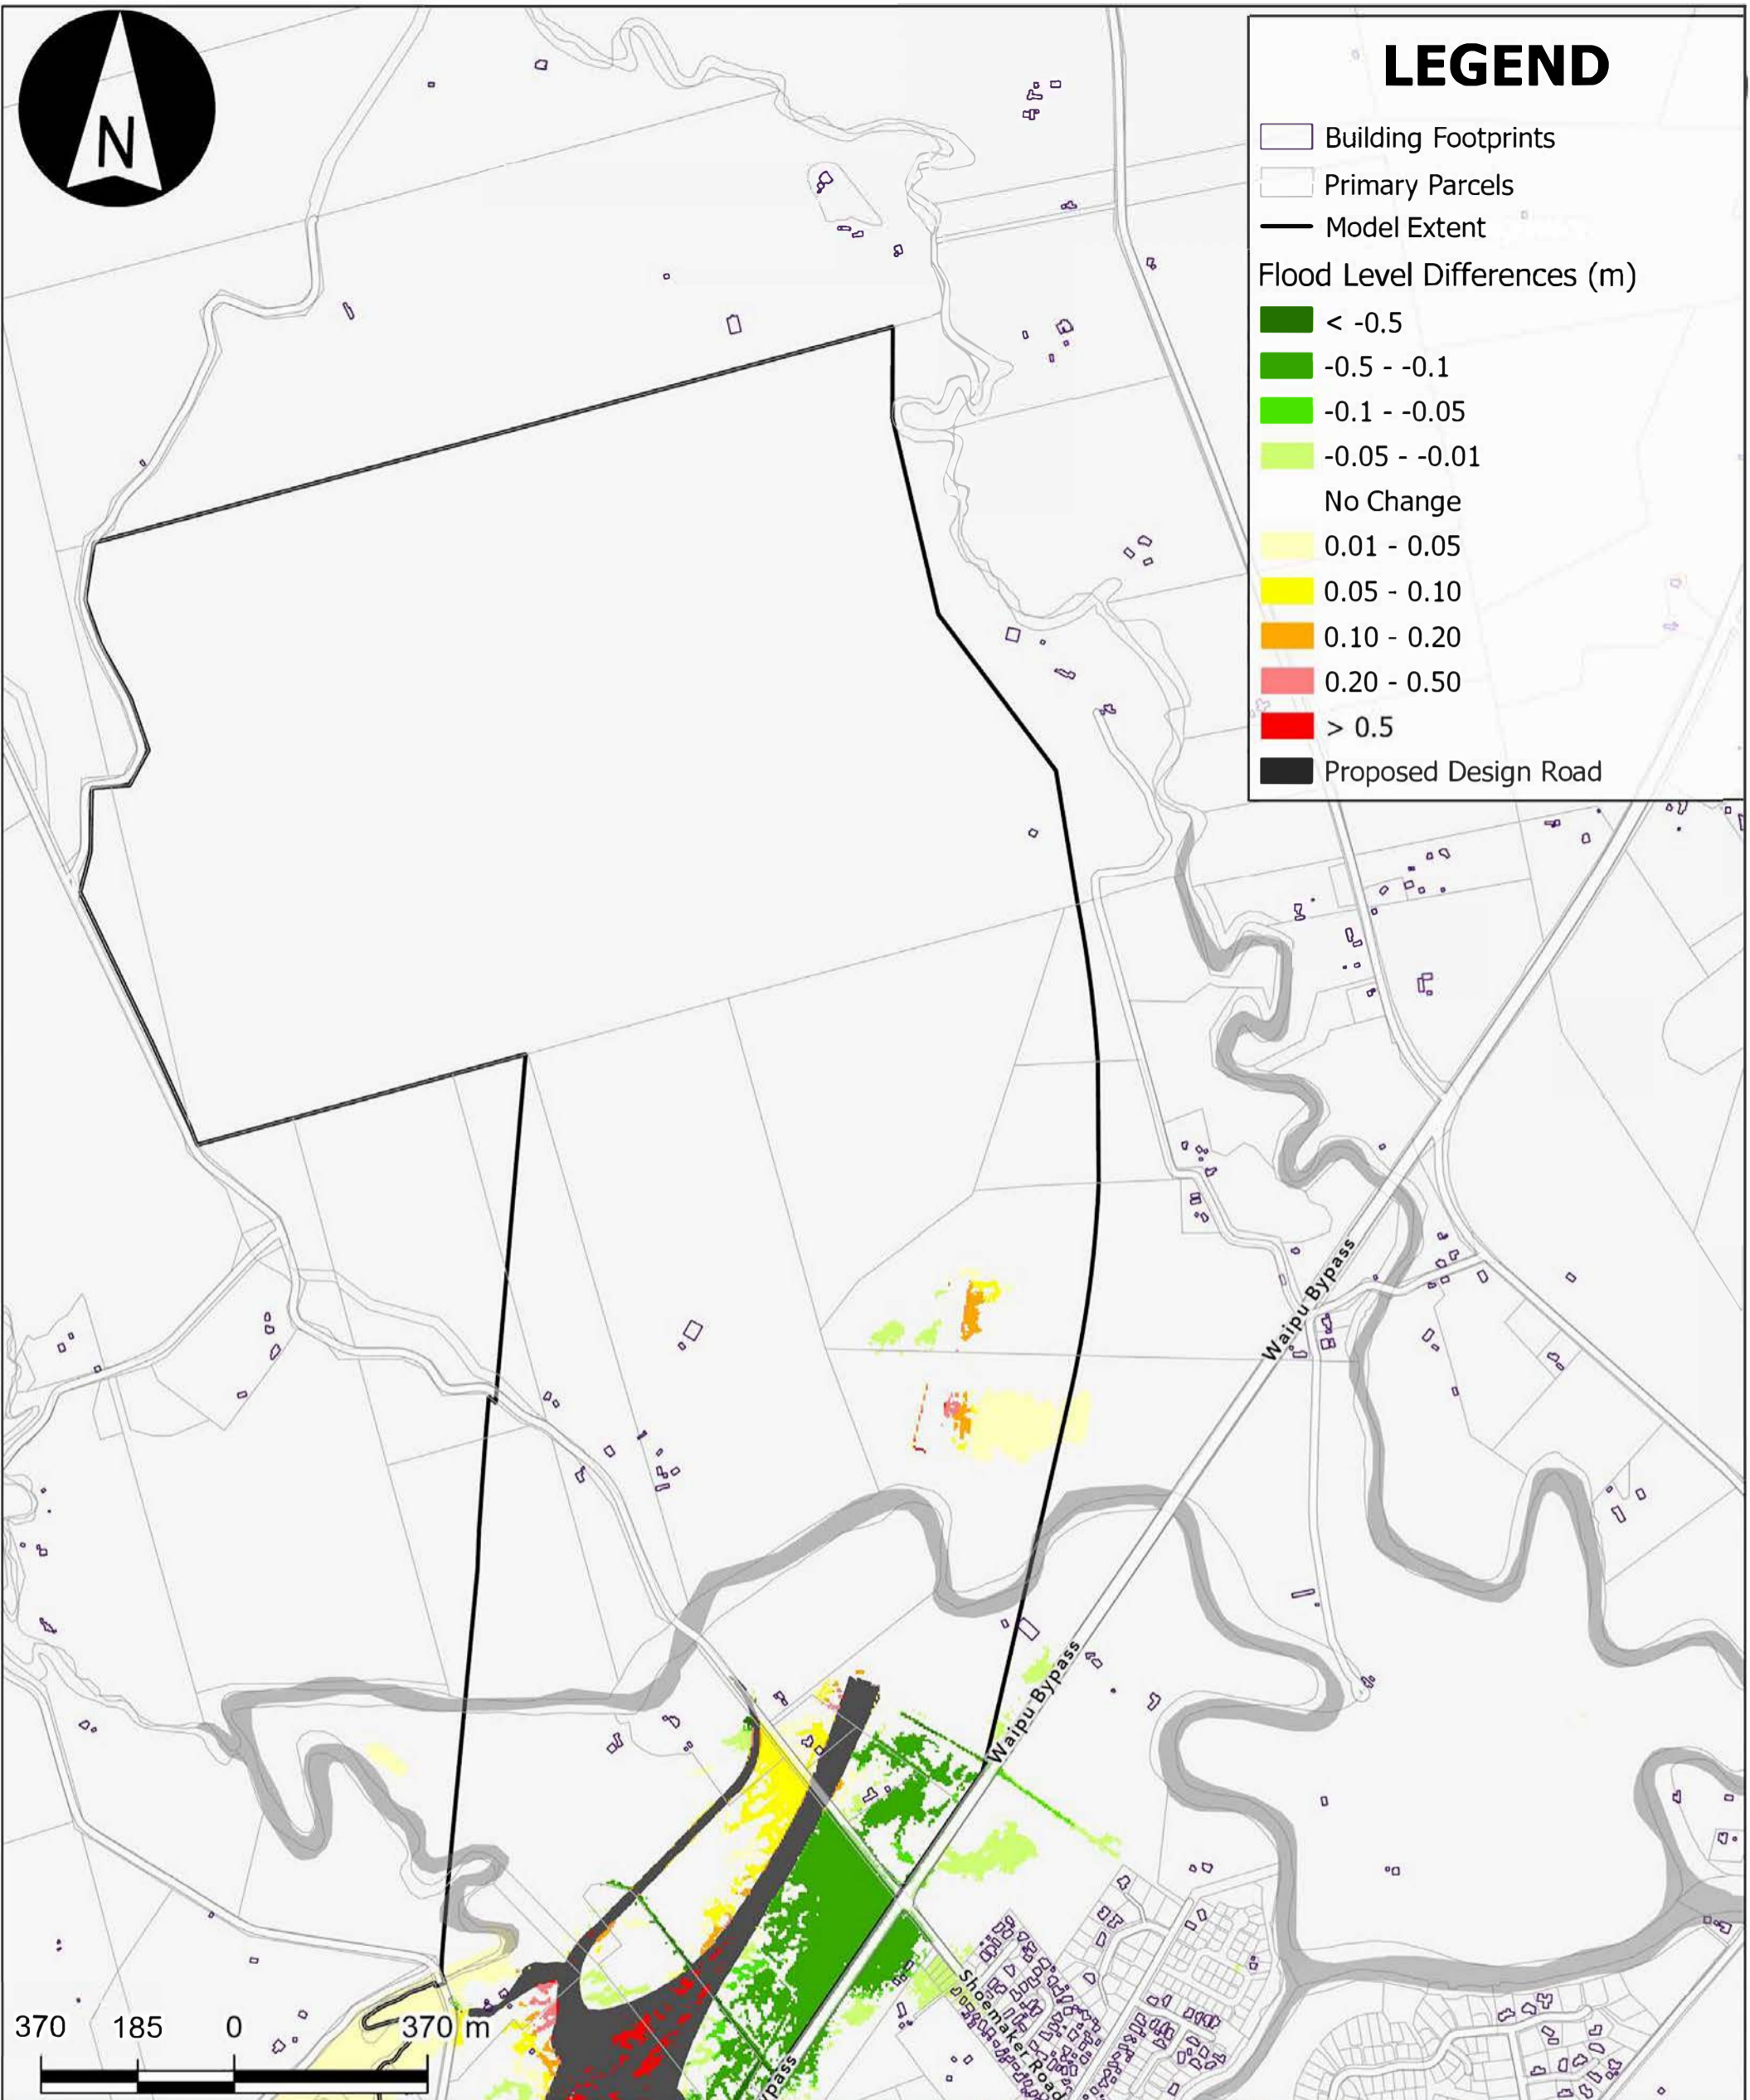 N
LEGEND
Building Footprints
Primary Parcels
Model Extent
Flood Level Differences (m)
< -0.5
-0.5 - -0.1
-0.1 - -0.05
-0.05 - -0.01
No Change
0.01 - 0.05
0.05 - 0.10
0.10 - 0.20
0.20 - 0.50
> 0.5
Proposed Design Road
Waipu Bypass
Waipu Bypass
Shoemaker Road
pass
370 185 0 370 m